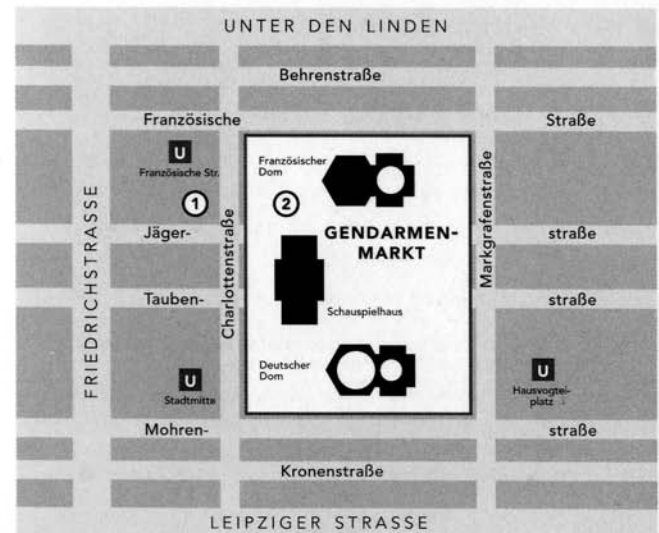 UNTER DEN LINDEN
Behrenstraße
Französische Straße
U
Französische Str.
Französischer
Dom
1
2
GENDARMEN-
MARKT
Jäger- straße
FRIEDRICHSTRASSE
Charlottenstraße
Markgrafenstraße
Tauben- straße
Schauspielhaus
U
Stadtmitte
Deutscher
Dom
U
Hausvogtei-
platz
Mohren- straße
Kronenstraße
LEIPZIGER STRASSE